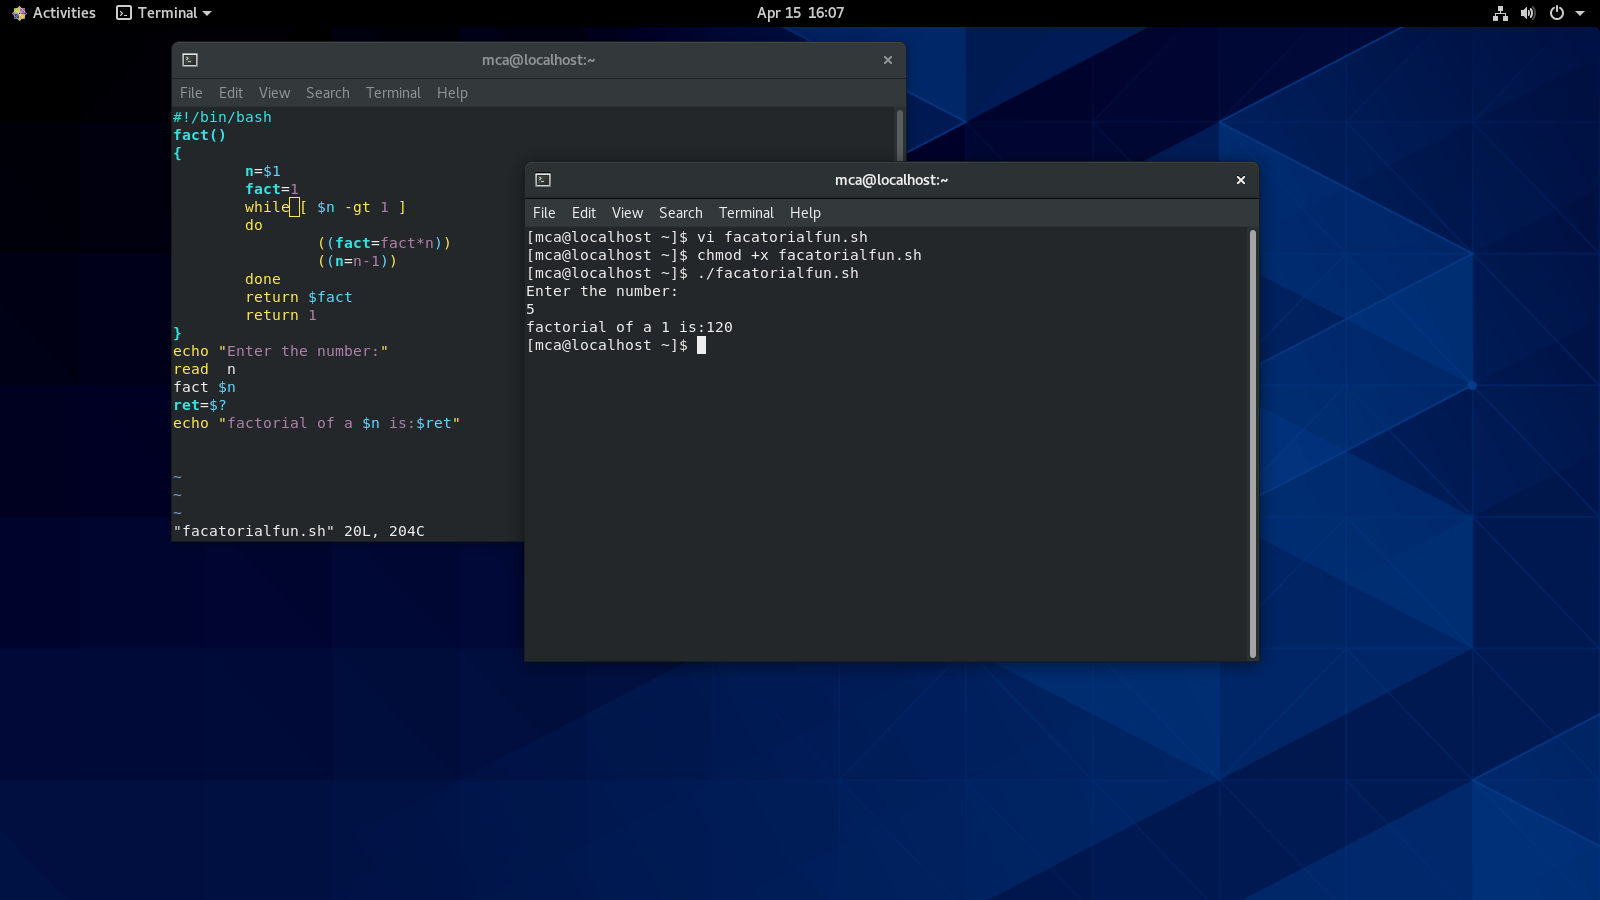 Activities Terminal Apr 15 16:07
mca@localhost:~
File Edit View Search Terminal Help
#!/bin/bash
fact()
{
        n=$1
        fact=1
        while [ $n -gt 1 ]
        do
                ((fact=fact*n))
                ((n=n-1))
        done
        return $fact
        return 1
}
echo "Enter the number:"
read  n
fact $n
ret=$?
echo "factorial of a $n is:$ret"
~
~
~
"facatorialfun.sh" 20L, 204C
mca@localhost:~
File Edit View Search Terminal Help
[mca@localhost ~]$ vi facatorialfun.sh
[mca@localhost ~]$ chmod +x facatorialfun.sh
[mca@localhost ~]$ ./facatorialfun.sh
Enter the number:
5
factorial of a 1 is:120
[mca@localhost ~]$